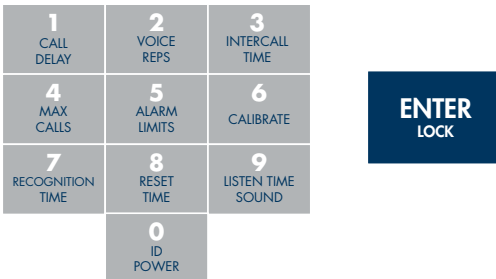 1
CALL
DELAY
2
VOICE
REPS
3
INTERCALL
TIME
4
MAX
CALLS
5
ALARM
LIMITS
6
CALIBRATE
7
RECOGNITION
TIME
8
RESET
TIME
9
LISTEN TIME
SOUND
0
ID
POWER
ENTER
LOCK